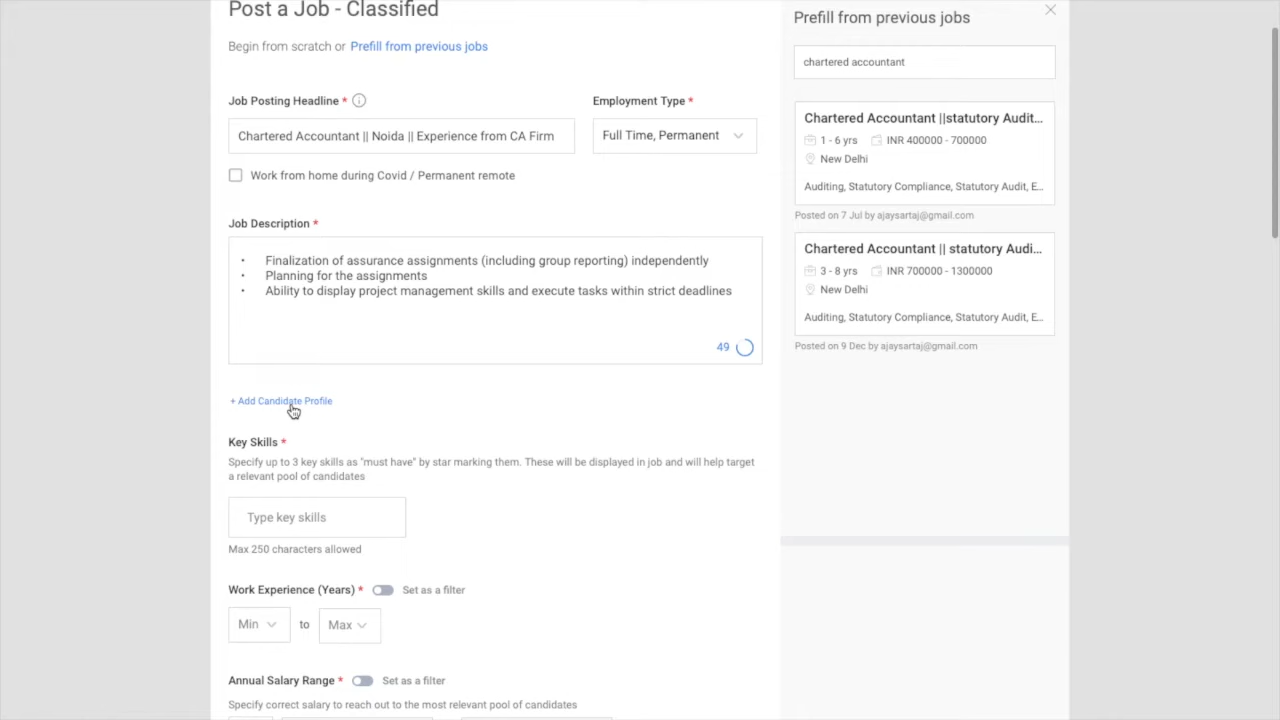 Post a Job - Classified
Begin from scratch or Prefill from previous jobs
Job Posting Headline *
Employment Type *
Chartered Accountant || Noida || Experience from CA Firm
Full Time, Permanent
Work from home during Covid / Permanent remote
Job Description *
• Finalization of assurance assignments (including group reporting) independently
• Planning for the assignments
• Ability to display project management skills and execute tasks within strict deadlines
49
+ Add Candidate Profile
Key Skills *
Specify up to 3 key skills as "must have" by star marking them. These will be displayed in job and will help target
a relevant pool of candidates
Type key skills
Max 250 characters allowed
Work Experience (Years) * Set as a filter
Min to Max
Annual Salary Range * Set as a filter
Specify correct salary to reach out to the most relevant pool of candidates
Prefill from previous jobs
chartered accountant
Chartered Accountant ||statutory Audit...
1 - 6 yrs INR 400000 - 700000
New Delhi
Auditing, Statutory Compliance, Statutory Audit, E...
Posted on 7 Jul by ajaysartaj@gmail.com
Chartered Accountant || statutory Audi...
3 - 8 yrs INR 700000 - 1300000
New Delhi
Auditing, Statutory Compliance, Statutory Audit, E...
Posted on 9 Dec by ajaysartaj@gmail.com